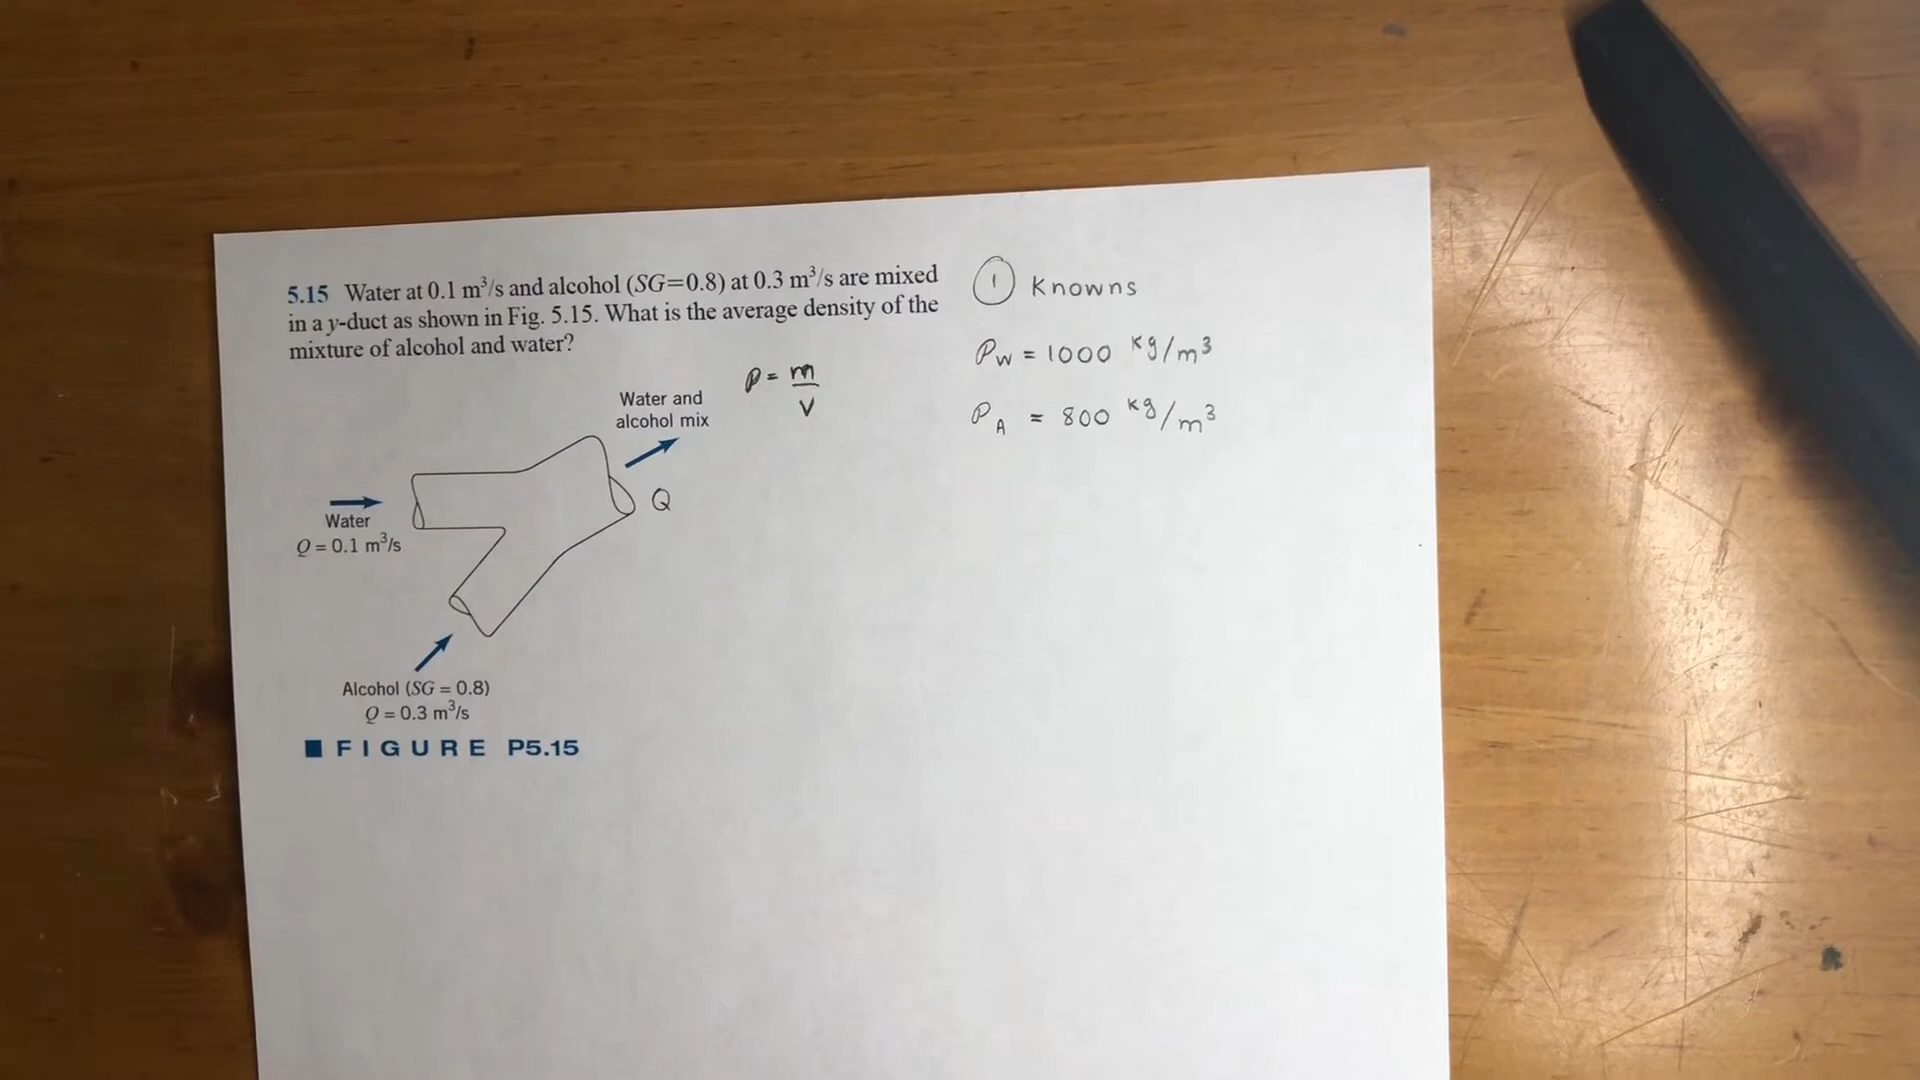 5.15 Water at 0.1 m³/s and alcohol (SG=0.8) at 0.3 m³/s are mixed
in a y-duct as shown in Fig. 5.15. What is the average density of the
mixture of alcohol and water?
ρ = m
V
Water and
alcohol mix
Q
Water
Q = 0.1 m³/s
Alcohol (SG = 0.8)
Q = 0.3 m³/s
■ FIGURE P5.15
① Knowns
ρw = 1000 kg/m³
ρA = 800 kg/m³